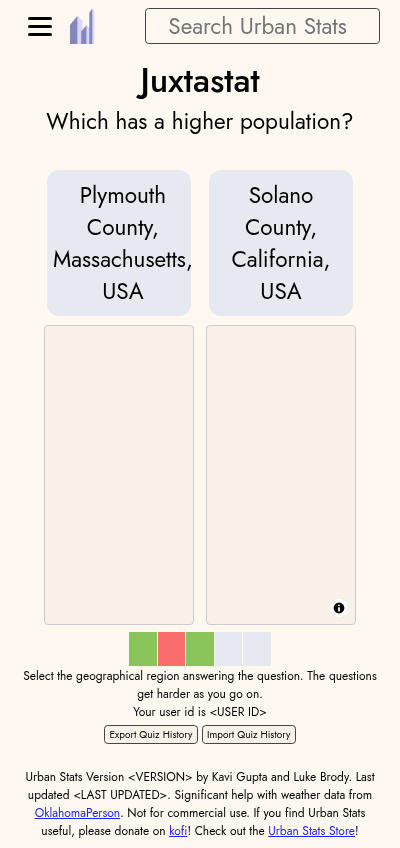 Search Urban Stats
Juxtastat
Which has a higher population?
Plymouth
County,
Massachusetts,
USA
Solano
County,
California,
USA
Select the geographical region answering the question. The questions
get harder as you go on.
Your user id is <USER ID>
Export Quiz History
Import Quiz History
Urban Stats Version <VERSION> by Kavi Gupta and Luke Brody. Last
updated <LAST UPDATED>. Significant help with weather data from
OklahomaPerson. Not for commercial use. If you find Urban Stats
useful, please donate on kofi! Check out the Urban Stats Store!